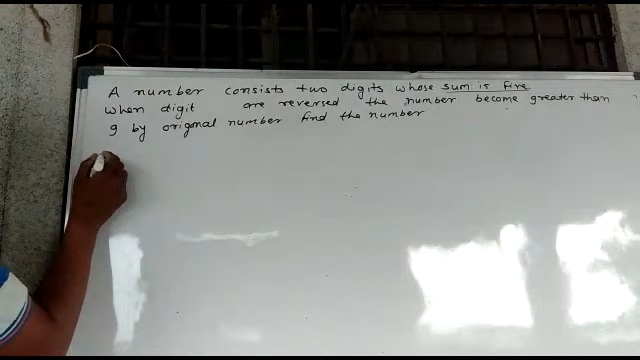 A number consists two digits whose sum is five
When digit are reversed the number become greater than
9 by orignal number find the number